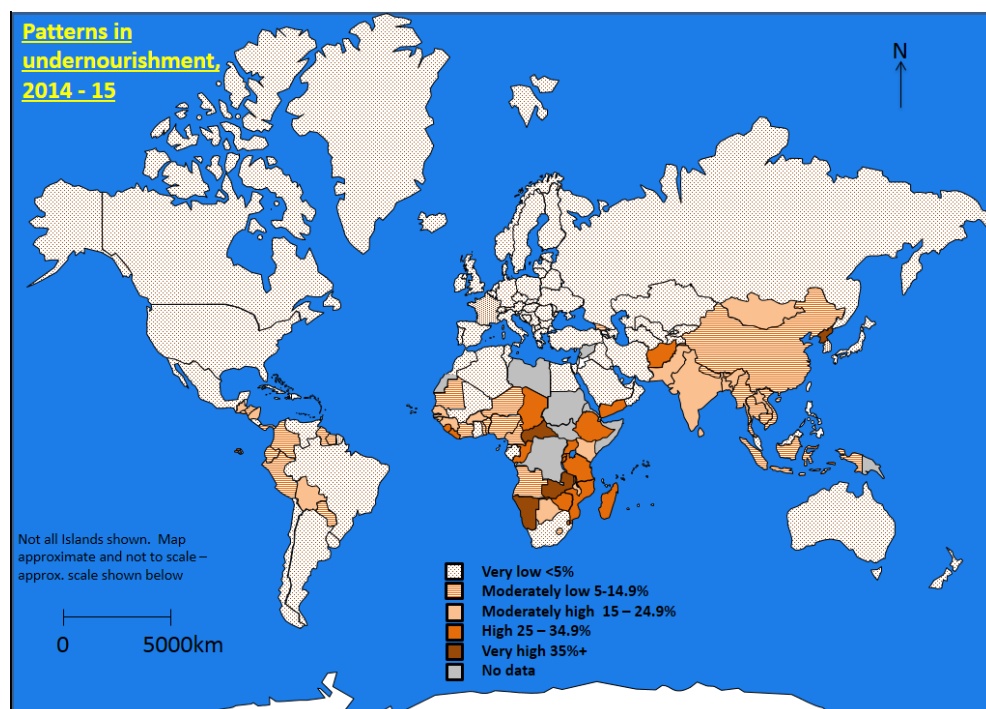 Patterns in
undernourishment,
2014 - 15
N
Not all Islands shown.  Map
approximate and not to scale –
approx. scale shown below
0 5000km
Very low <5%
Moderately low 5-14.9%
Moderately high  15 – 24.9%
High 25 – 34.9%
Very high 35%+
No data